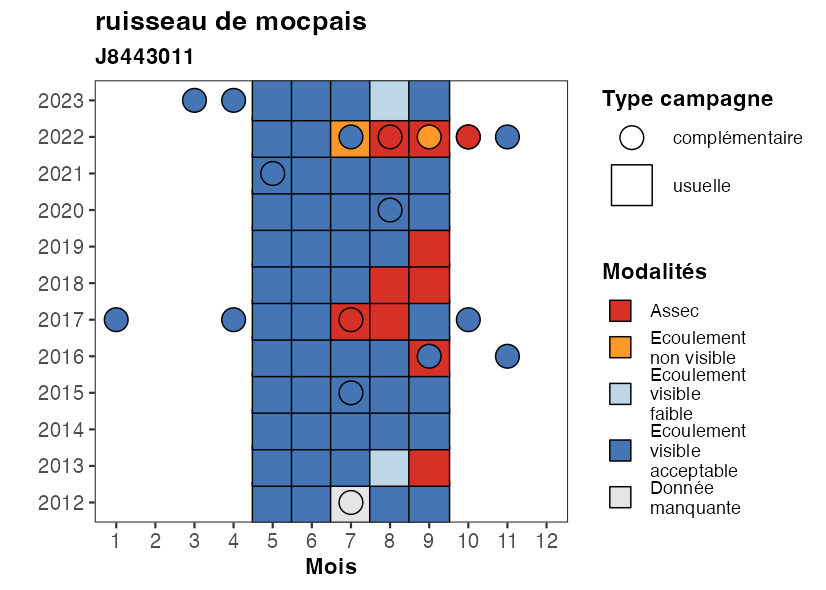 ruisseau de mocpais
J8443011
2023
2022
2021
2020
2019
2018
2017
2016
2015
2014
2013
2012
1 2 3 4 5 6 7 8 9 10 11 12
Mois
Type campagne
complémentaire
usuelle
Modalités
Assec
Ecoulement
non visible
Ecoulement
visible
faible
Ecoulement
visible
acceptable
Donnée
manquante